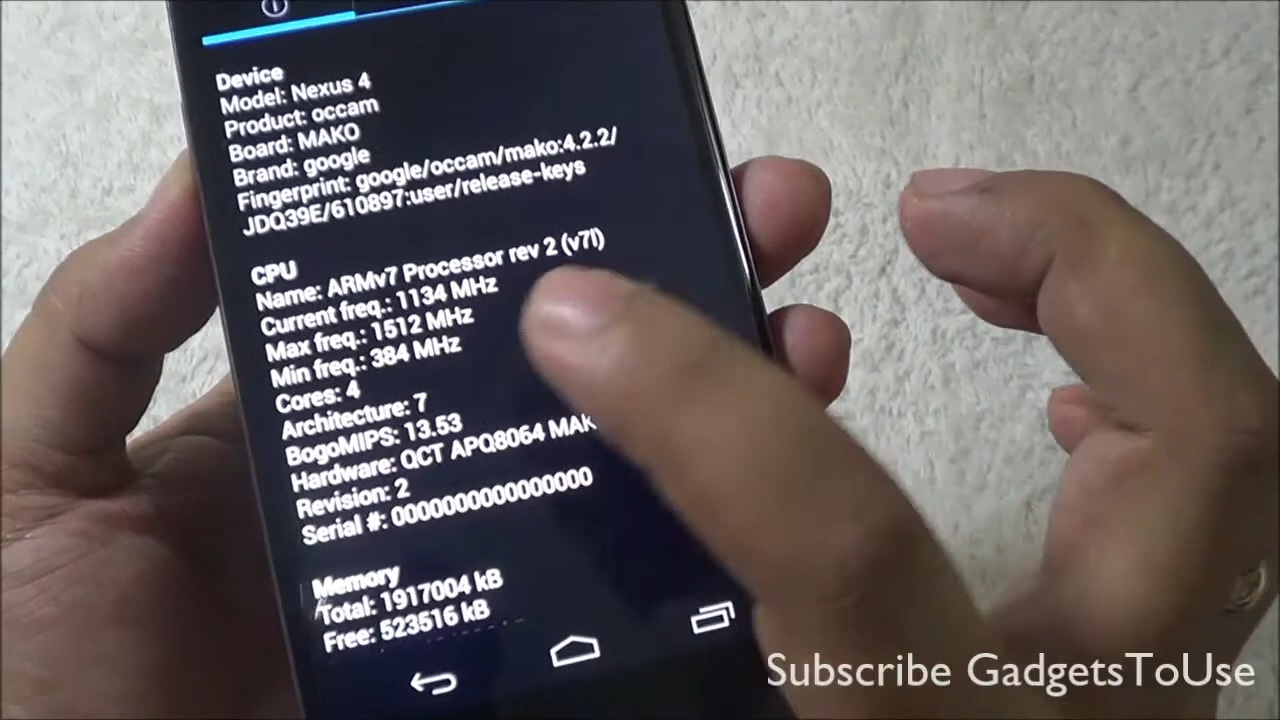 Device
Model: Nexus 4
Product: occam
Board: MAKO
Brand: google
Fingerprint: google/occam/mako:4.2.2/
JDQ39E/610897:user/release-keys
CPU
Name: ARMv7 Processor rev 2 (v7l)
Current freq.: 1134 MHz
Max freq.: 1512 MHz
Min freq.: 384 MHz
Cores: 4
Architecture: 7
BogoMIPS: 13.53
Hardware: QCT APQ8064 MAK
Revision: 2
Serial #: 0000000000000000
Memory
Total: 1917004 kB
Free: 523516 kB
Subscribe GadgetsToUse